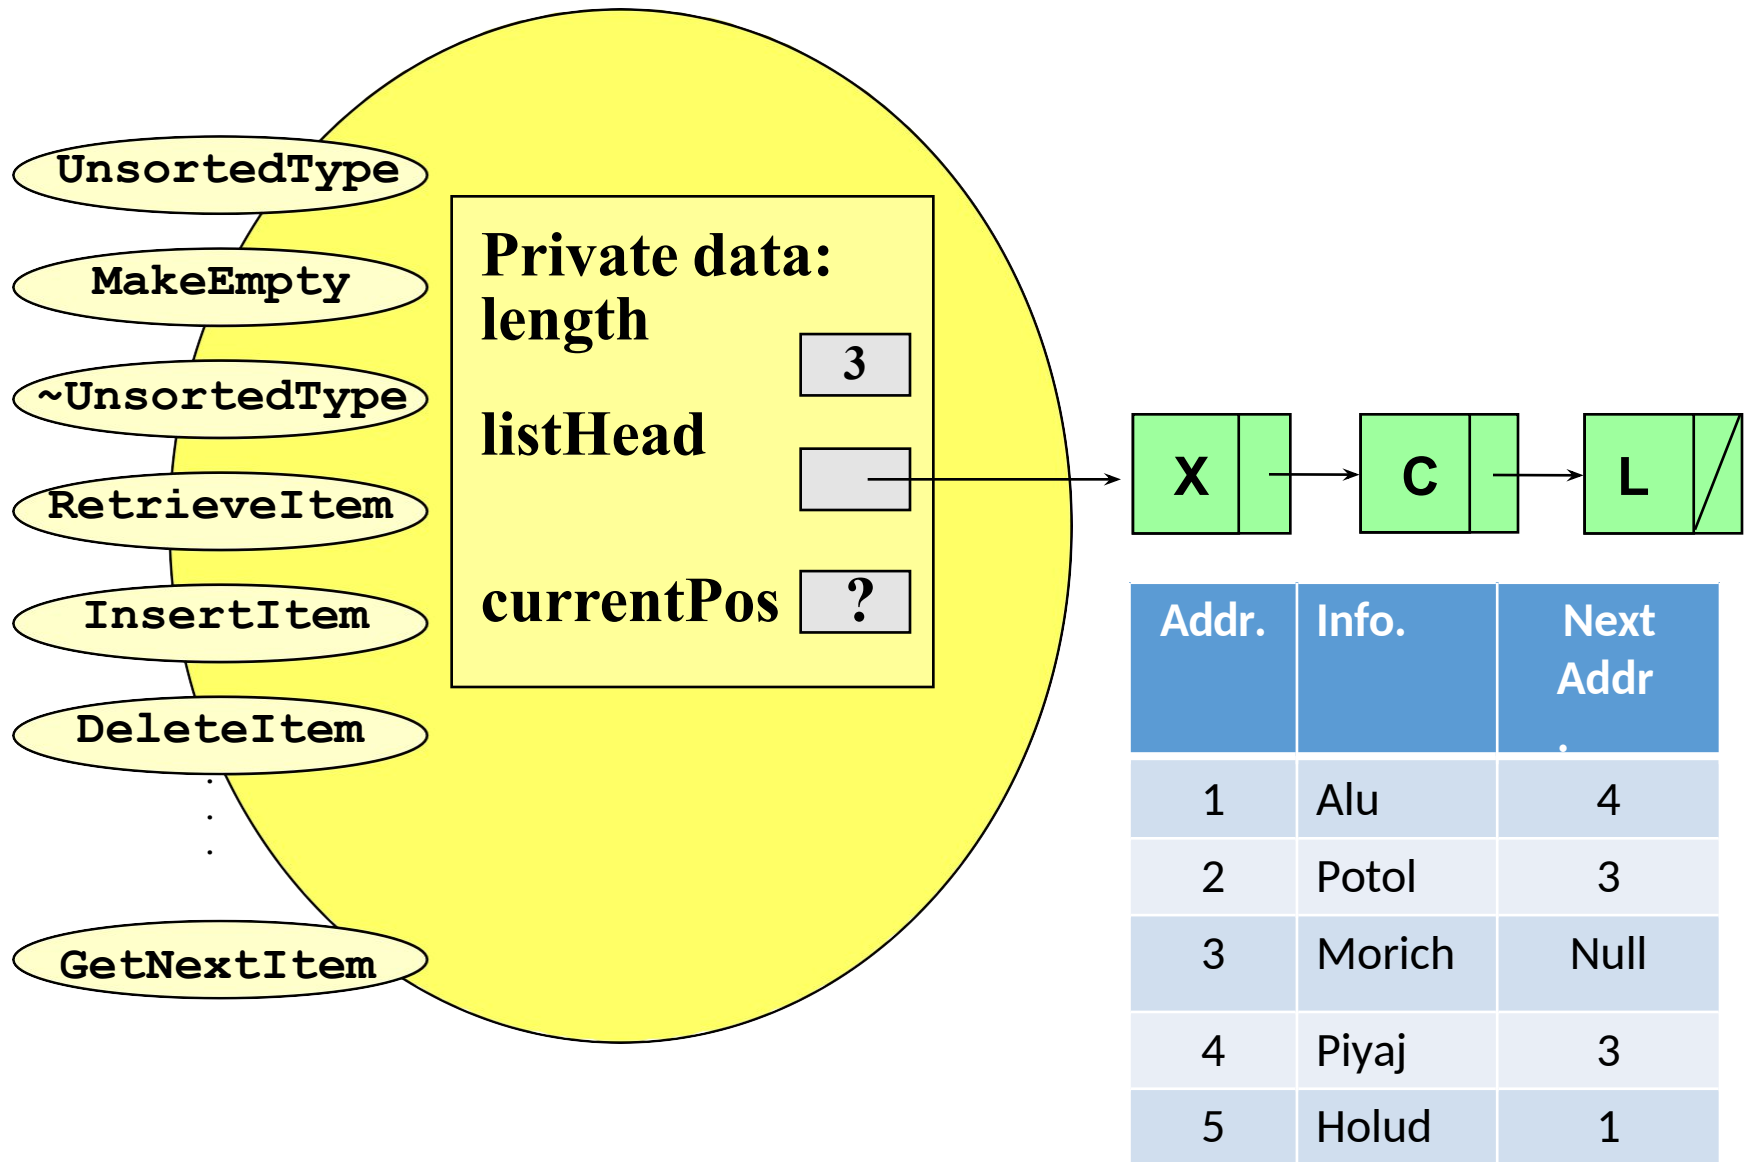 UnsortedType
MakeEmpty
~UnsortedType
RetrieveItem
InsertItem
DeleteItem
.
.
.
GetNextItem
Private data:
length
3
listHead
currentPos ?
X C L
Addr. Info. Next
Addr
.
1 Alu 4
2 Potol 3
3 Morich Null
4 Piyaj 3
5 Holud 1